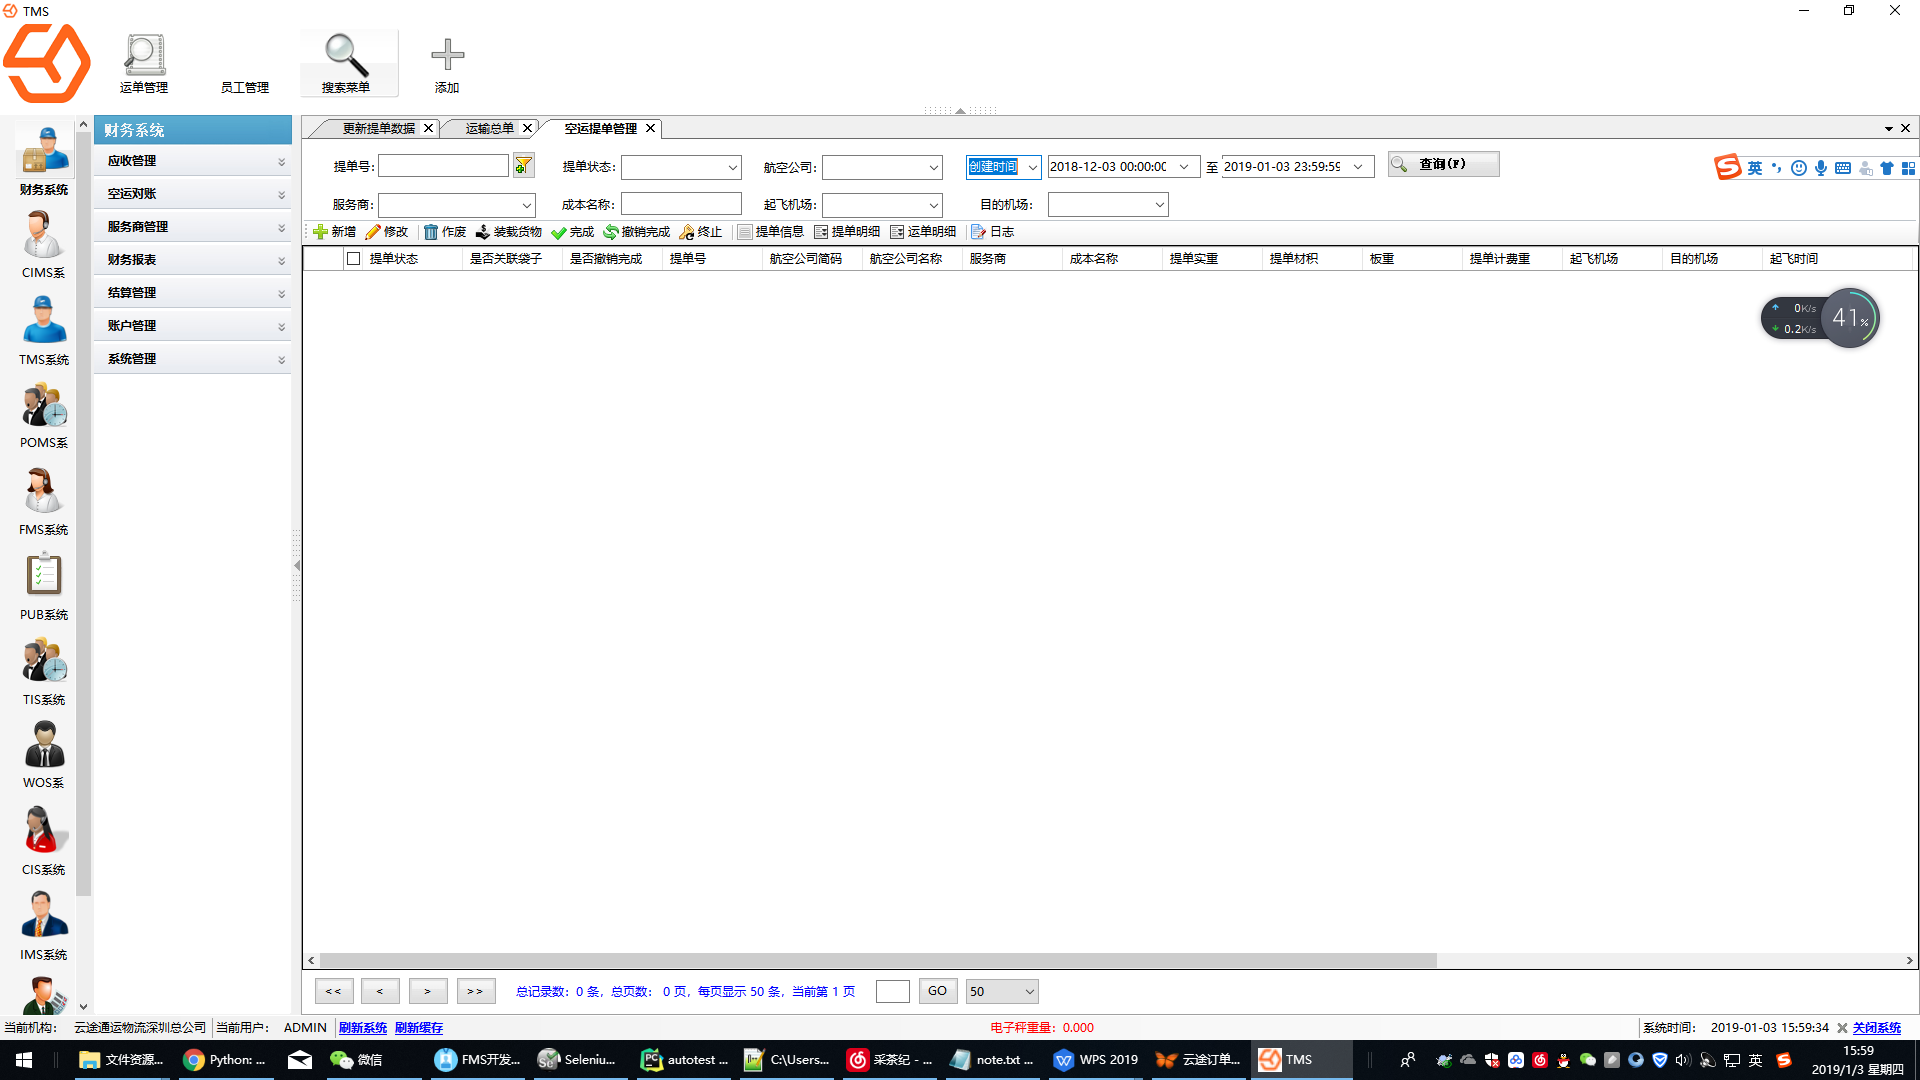 TMS
运单管理 员工管理 搜索菜单 添加
更新提单数据 运输总单 空运提单管理
财务系统
应收管理
空运对账
服务商管理
财务报表
结算管理
账户管理
系统管理
财务系统
CIMS系
TMS系统
POMS系
FMS系统
PUB系统
TIS系统
WOS系
CIS系统
IMS系统
提单号: 提单状态: 航空公司: 创建时间 2018-12-03 00:00:00 至 2019-01-03 23:59:59 查询(F)
服务商: 成本名称: 起飞机场: 目的机场:
英
新增 修改 作废 装载货物 完成 撤销完成 终止 提单信息 提单明细 运单明细 日志
提单状态 是否关联袋子 是否撤销完成 提单号 航空公司简码 航空公司名称 服务商 成本名称 提单实重 提单材积 板重 提单计费重 起飞机场 目的机场 起飞时间
0K/s
0.2K/s
41%
<< < > >> 总记录数: 0 条, 总页数: 0 页, 每页显示 50 条, 当前第 1 页 GO 50
当前机构: 云途通运物流深圳总公司 当前用户: ADMIN 刷新系统 刷新缓存 电子秤重量: 0.000 系统时间: 2019-01-03 15:59:34 关闭系统
文件资源... Python: ... 微信 FMS开发... Seleniu... autotest ... C:\Users... 采茶纪 - ... note.txt ... WPS 2019 云途订单... TMS 英
15:59
2019/1/3 星期四